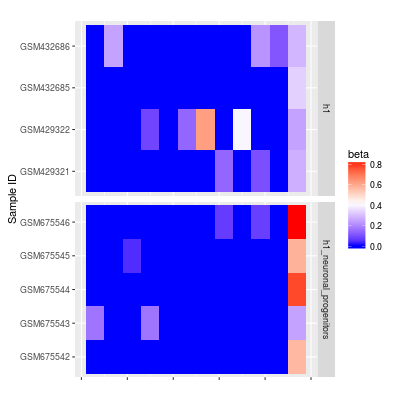 GSM432686
GSM432685
GSM429322
GSM429321
h1
Sample ID
GSM675546
GSM675545
GSM675544
GSM675543
GSM675542
h1_neuronal_progenitors
beta
0.8
0.6
0.4
0.2
0.0